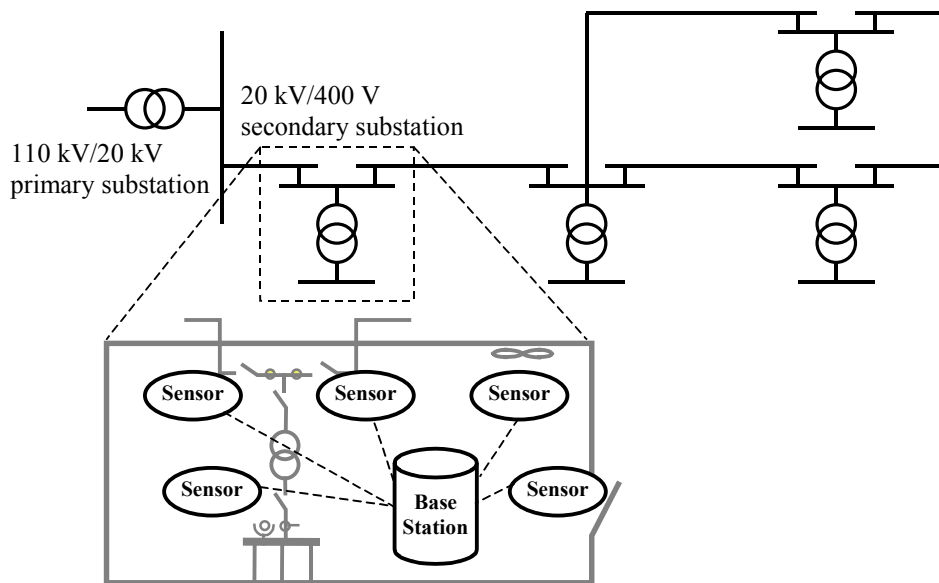 20 kV/400 V
secondary substation
110 kV/20 kV
primary substation
Sensor
Sensor
Sensor
Sensor
Sensor
Base
Station